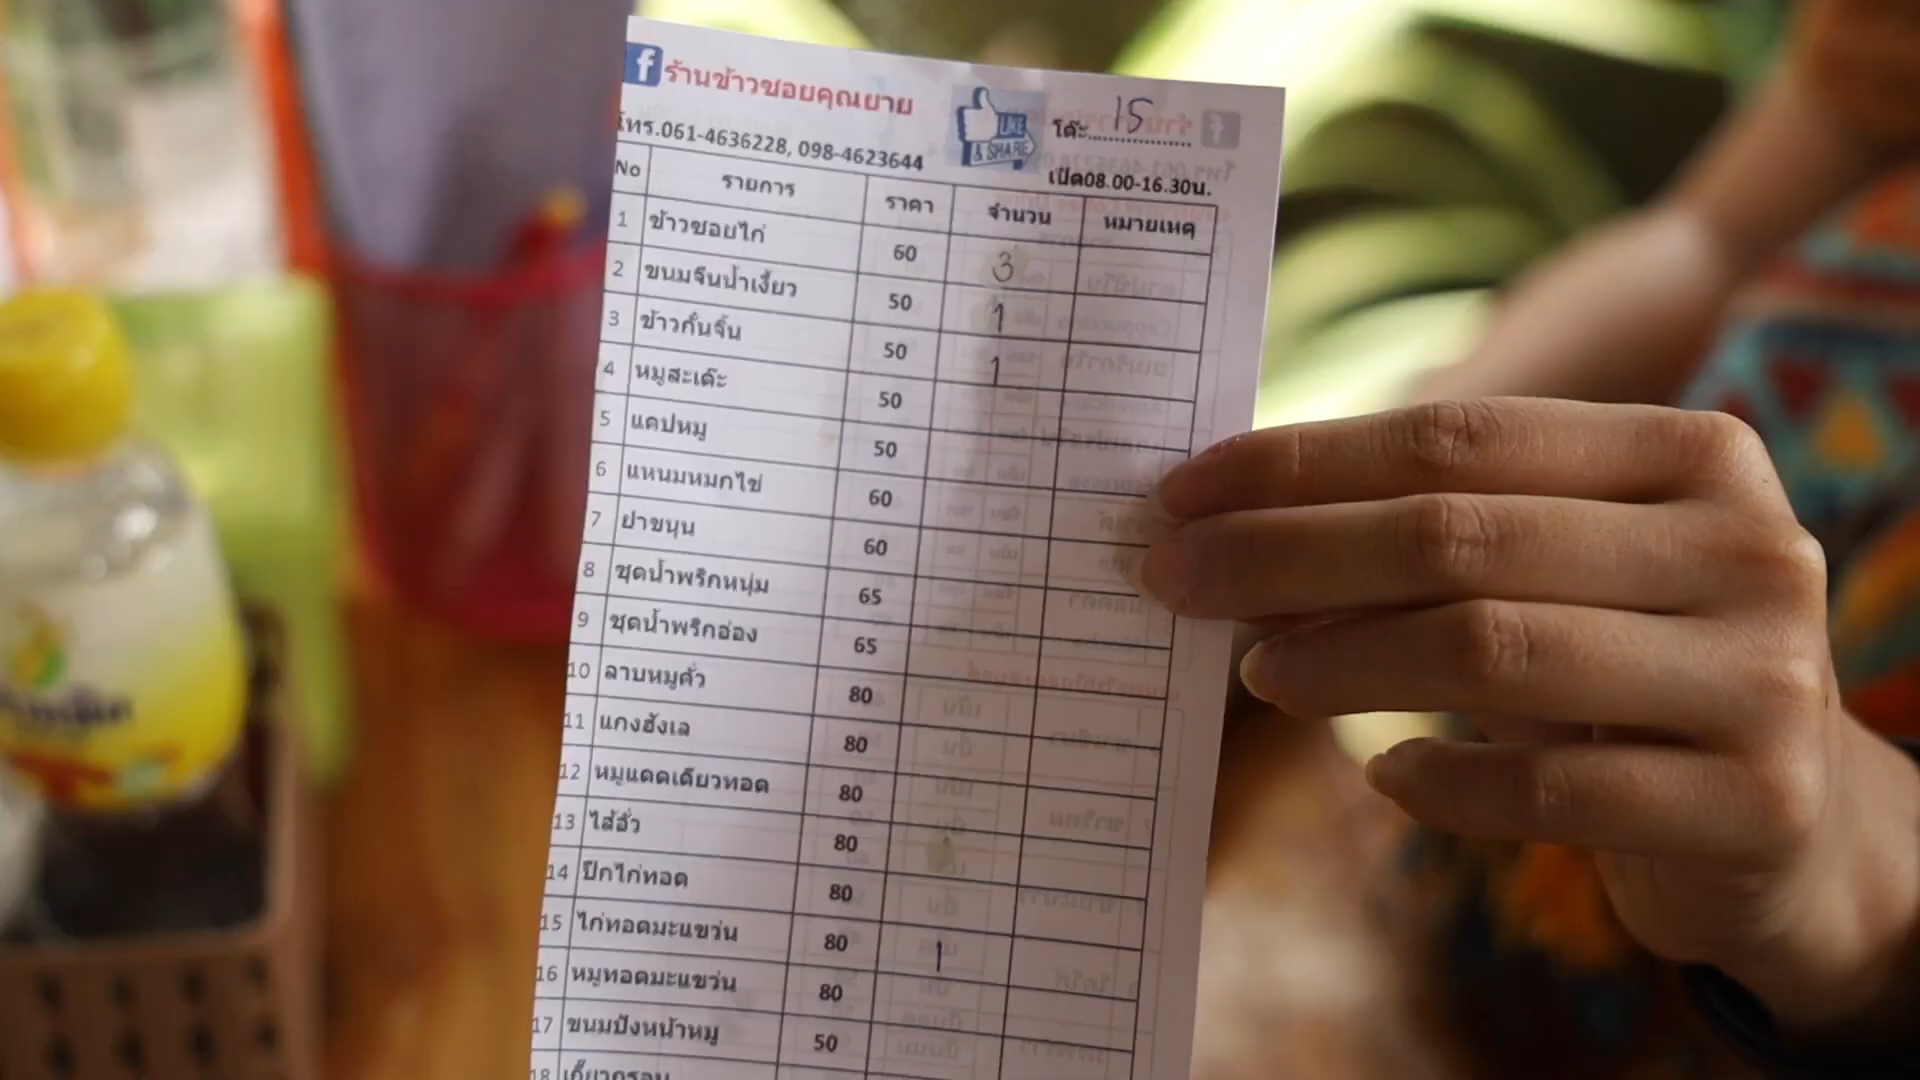 f ร้านข้าวซอยคุณยาย
LIKE & SHARE
โต๊ะ 15
โทร.061-4636228, 098-4623644
เปิด08.00-16.30น.
No รายการ ราคา จำนวน หมายเหตุ
1 ข้าวซอยไก่ 60 3
2 ขนมจีนน้ำเงี้ยว 50 1
3 ข้าวกั๊นจิ้น 50 1
4 หมูสะเต๊ะ 50
5 แคปหมู 50
6 แหนมหมกไข่ 60
7 ยำขนุน 60
8 ชุดน้ำพริกหนุ่ม 65
9 ชุดน้ำพริกอ่อง 65
10 ลาบหมูคั่ว 80
11 แกงฮังเล 80
12 หมูแดดเดียวทอด 80
13 ไส้อั่ว 80
14 ปีกไก่ทอด 80
15 ไก่ทอดมะแขว่น 80 1
16 หมูทอดมะแขว่น 80
17 ขนมปังหน้าหมู 50
18 เกี๊ยวกรอบ